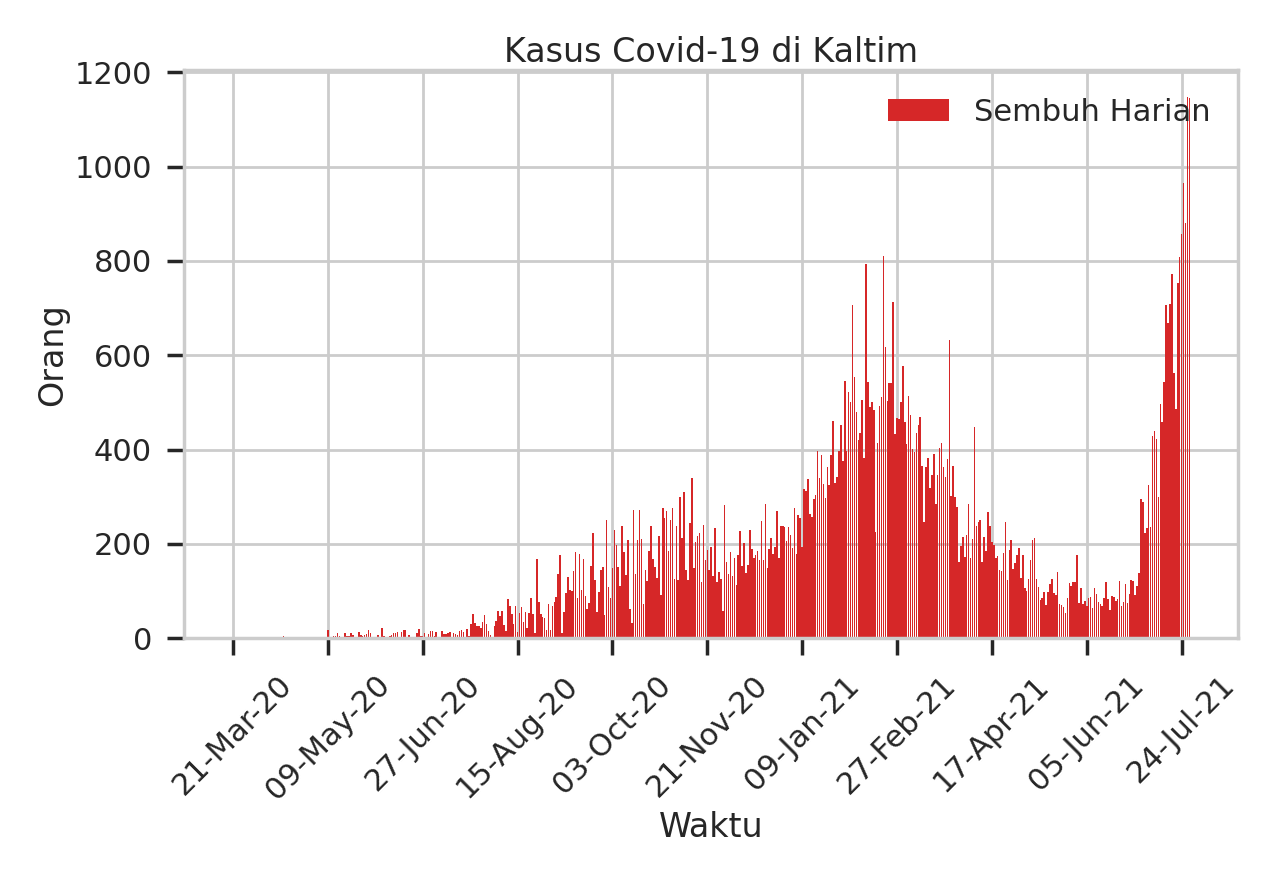 Kasus Covid-19 di Kaltim
Sembuh Harian
1200
1000
800
600
400
200
0
Orang
21-Mar-20
09-May-20
27-Jun-20
15-Aug-20
03-Oct-20
21-Nov-20
09-Jan-21
27-Feb-21
17-Apr-21
05-Jun-21
24-Jul-21
Waktu